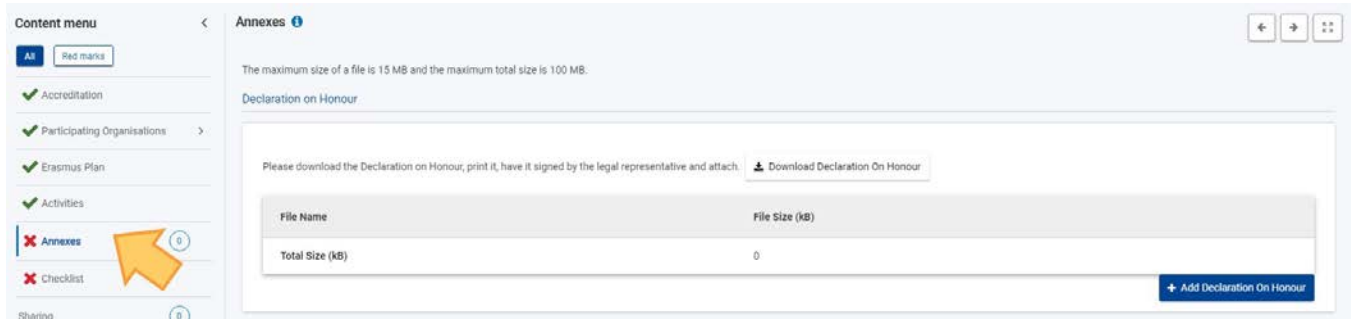 Content menu
All
Red marks
Accreditation
Participating Organisations
Erasmus Plan
Activities
Annexes
0
Checklist
Sharing
0
Annexes
The maximum size of a file is 15 MB and the maximum total size is 100 MB.
Declaration on Honour
Please download the Declaration on Honour, print it, have it signed by the legal representative and attach.
Download Declaration On Honour
File Name File Size (kB)
Total Size (kB) 0
+ Add Declaration On Honour